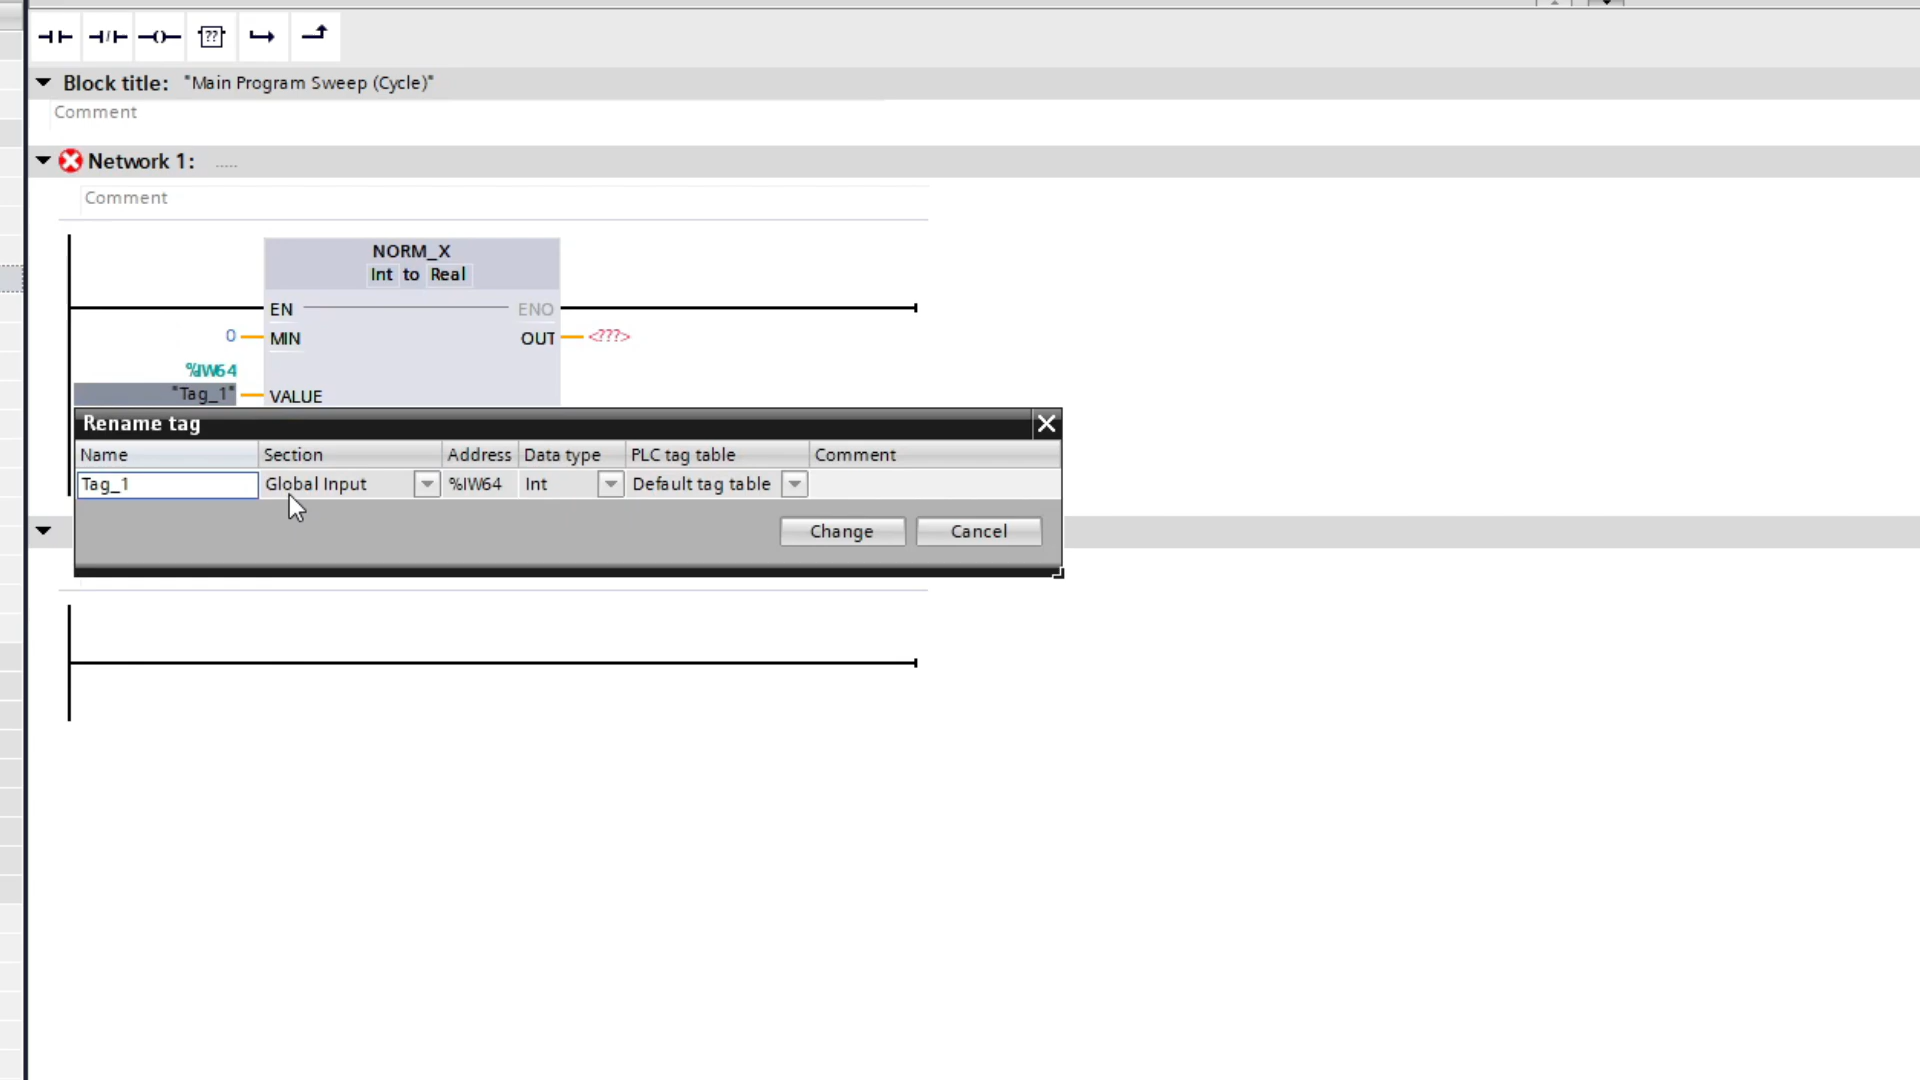 ??
Block title: "Main Program Sweep (Cycle)"
Comment
Network 1: .....
Comment
NORM_X
Int to Real
EN ENO
0 MIN OUT <???>
%IW64
"Tag_1" VALUE
Rename tag
Name Section Address Data type PLC tag table Comment
Tag_1 Global Input %IW64 Int Default tag table
Change Cancel